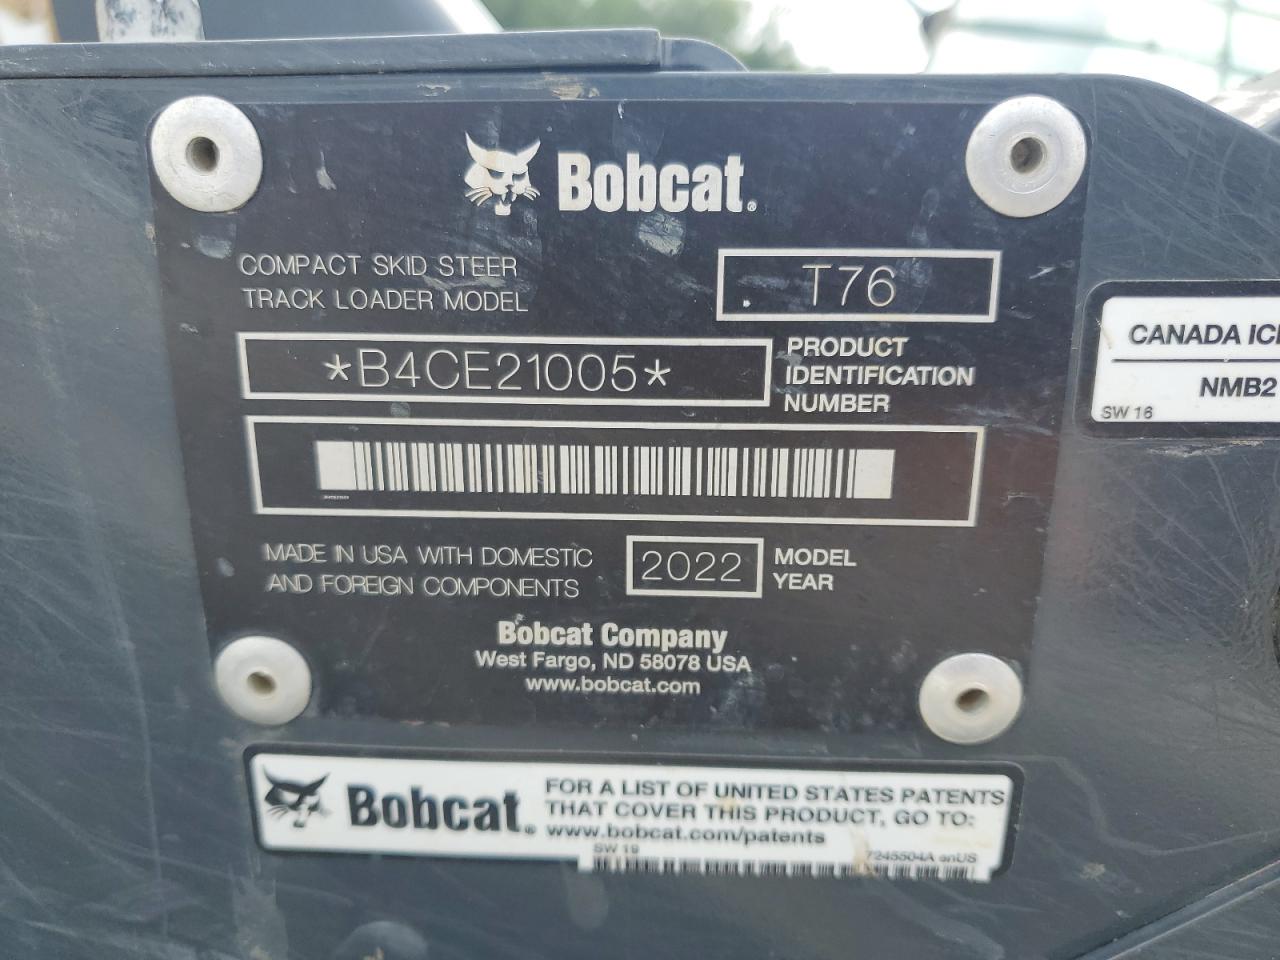 Bobcat®
COMPACT SKID STEER
TRACK LOADER MODEL
T76
*B4CE21005*
PRODUCT
IDENTIFICATION
NUMBER
MADE IN USA WITH DOMESTIC
AND FOREIGN COMPONENTS
2022
MODEL
YEAR
Bobcat Company
West Fargo, ND 58078 USA
www.bobcat.com
CANADA
NMB2
SW 16
Bobcat®
FOR A LIST OF UNITED STATES PATENTS
THAT COVER THIS PRODUCT, GO TO:
www.bobcat.com/patents
SW 19
7245504A enUS